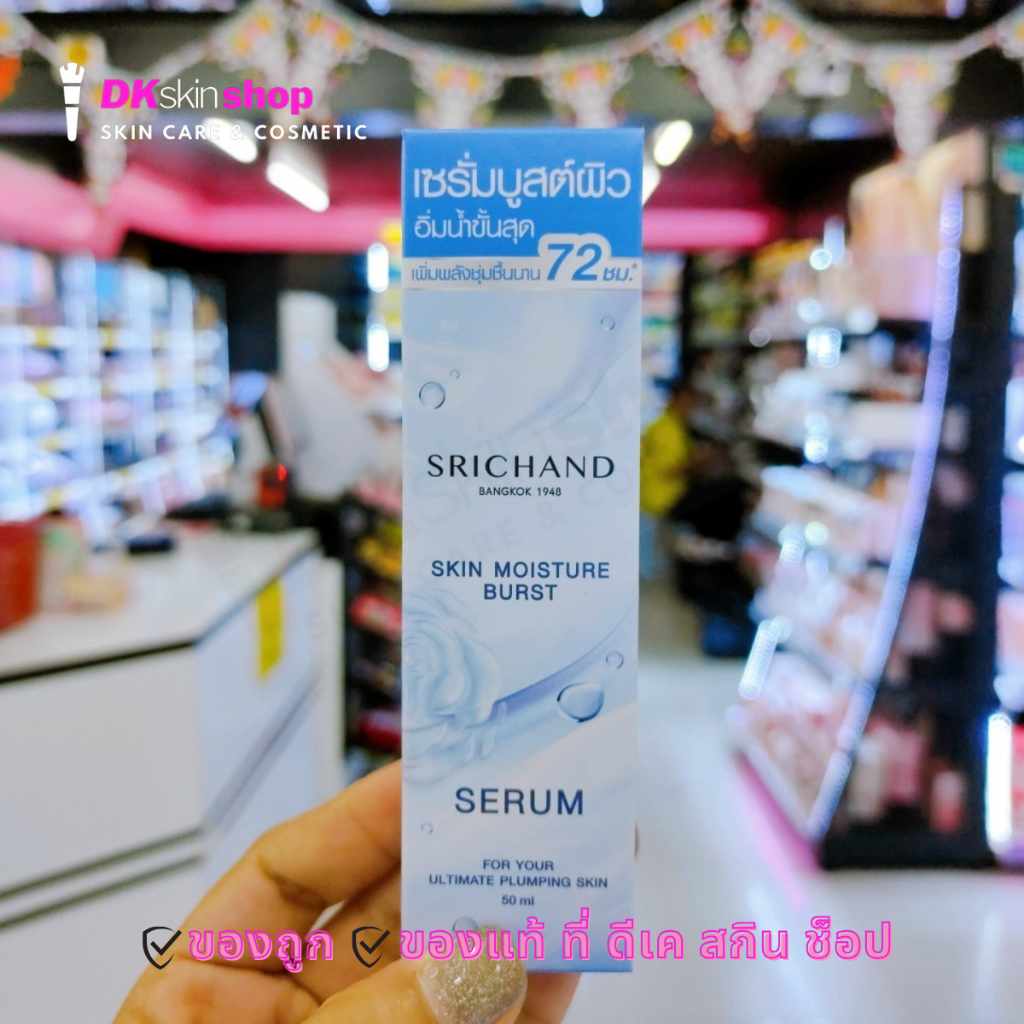 DKskin shop
SKIN CARE & COSMETIC
เซรั่มบูสต์ผิว
อิ่มน้ำขั้นสุด
เพิ่มพลังชุ่มชื้นนาน 72 ชม.*
SRICHAND
BANGKOK 1948
SKIN MOISTURE
BURST
SERUM
FOR YOUR
ULTIMATE PLUMPING SKIN
50 ml
ของถูก ของแท้ ที่ ดีเค สกิน ช็อป